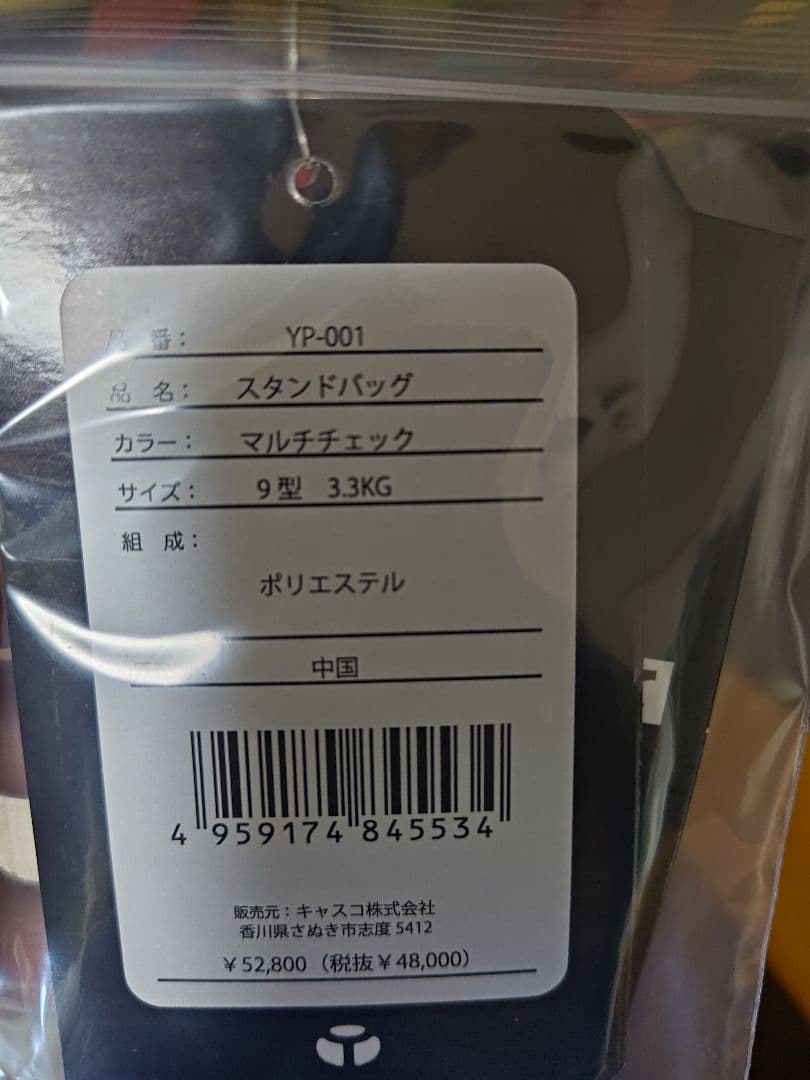 品 番： YP-001
品 名： スタンドバッグ
カラー： マルチチェック
サイズ： 9型 3.3KG
組 成：
ポリエステル
中国
4 959174 845534
販売元：キャスコ株式会社
香川県さぬき市志度 5412
￥52,800（税抜￥48,000）